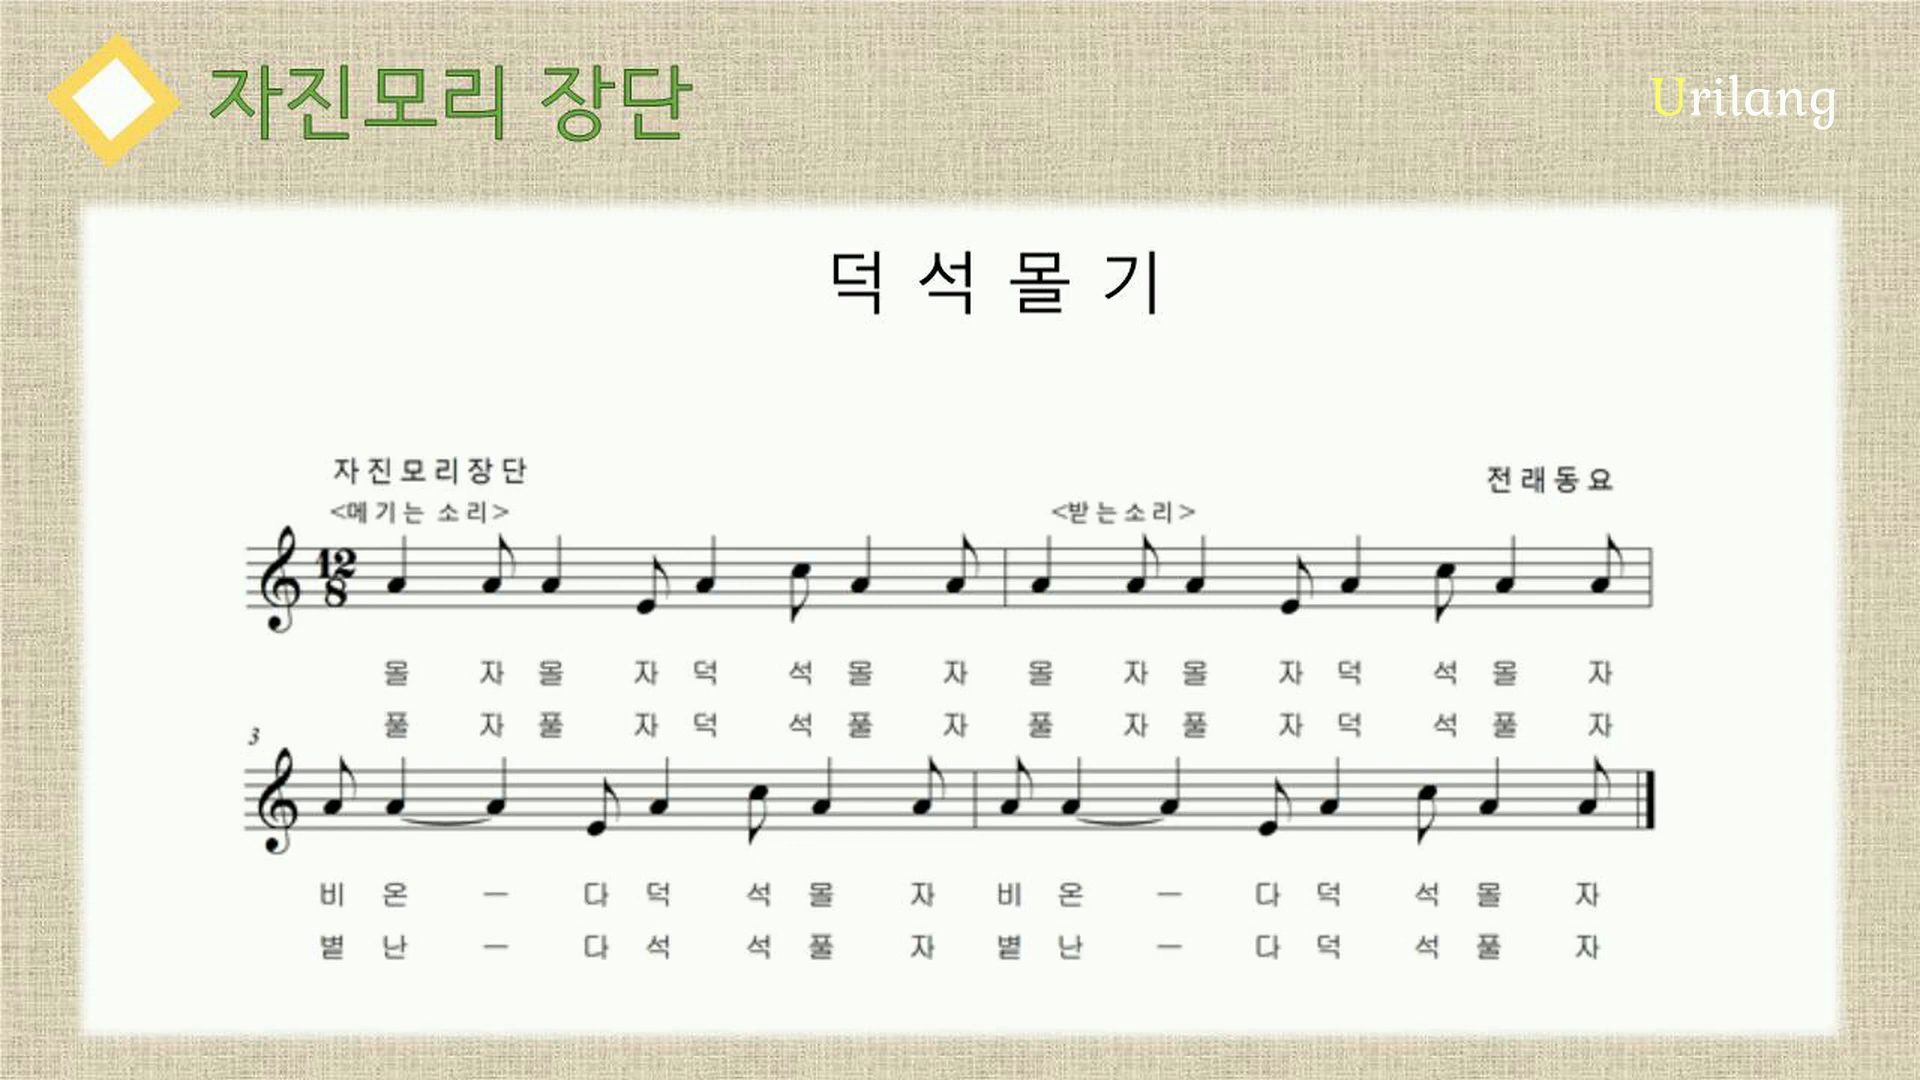 자진모리 장단
Urilang
덕석몰기
자진모리장단
전래동요
<메기는 소리>
<받는소리>
12
8
몰 자 몰 자 덕 석 몰 자 몰 자 몰 자 덕 석 몰 자
풀 자 풀 자 덕 석 풀 자 풀 자 풀 자 덕 석 풀 자
3
비 온 ㅡ 다 덕 석 몰 자 비 온 ㅡ 다 덕 석 몰 자
볕 난 ㅡ 다 석 석 풀 자 볕 난 ㅡ 다 덕 석 풀 자